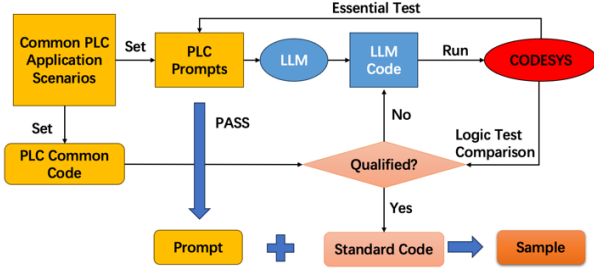 Essential Test
Common PLC
Application
Scenarios
Set
PLC
Prompts
LLM
LLM
Code
Run
CODESYS
Set
PASS
No
Logic Test
Comparison
PLC Common
Code
Qualified?
Yes
Prompt
Standard Code
Sample